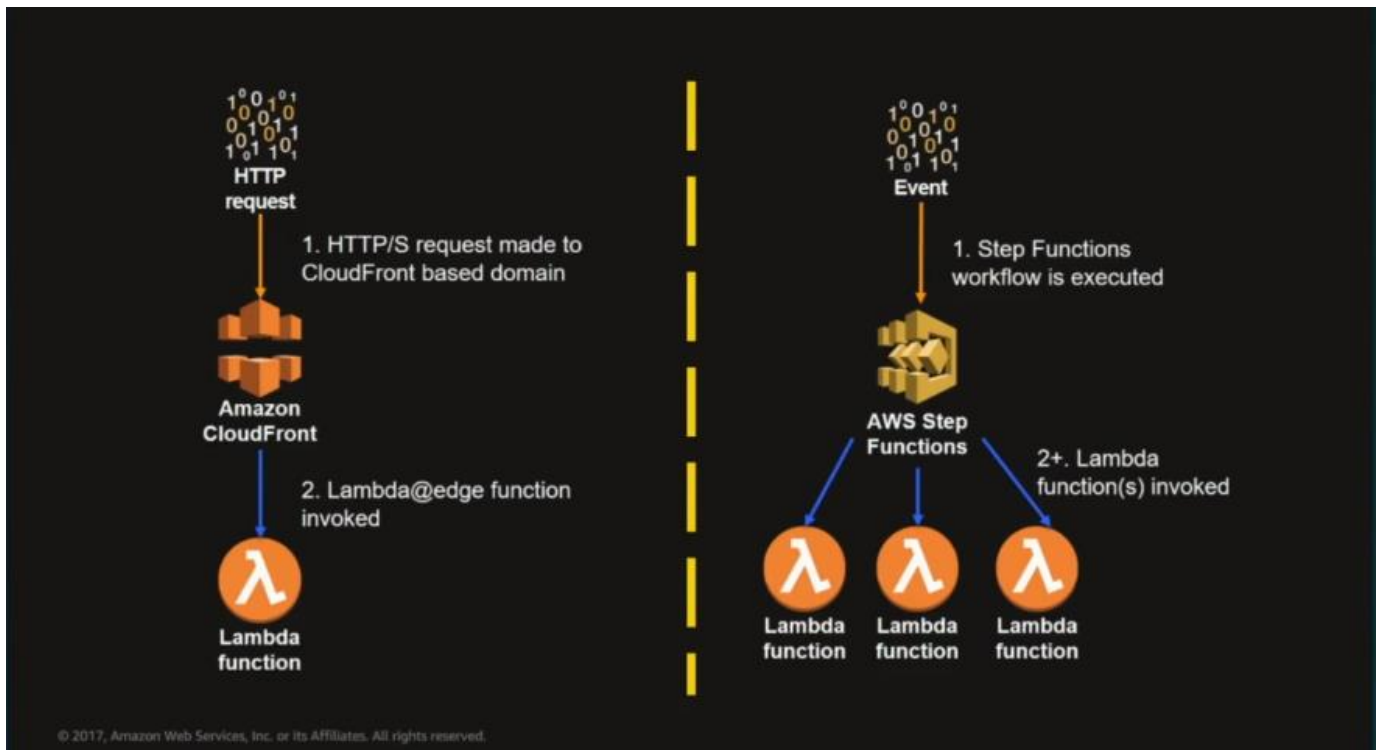 HTTP
request
1. HTTP/S request made to
CloudFront based domain
Amazon
CloudFront
2. Lambda@edge function
invoked
Lambda
function
Event
1. Step Functions
workflow is executed
AWS Step
Functions
2+. Lambda
function(s) invoked
Lambda
function
Lambda
function
Lambda
function
© 2017, Amazon Web Services, Inc. or its Affiliates. All rights reserved.